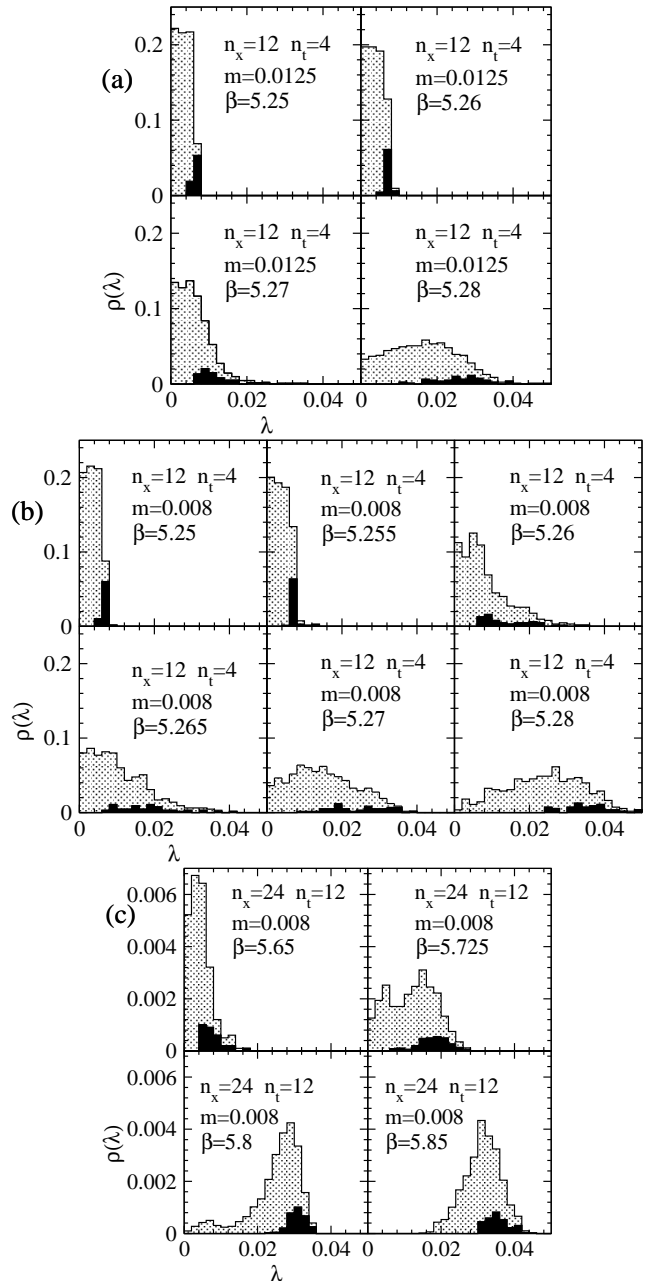 (a)
0.2
0.1
0
n_x=12 n_t=4
m=0.0125
β=5.25
n_x=12 n_t=4
m=0.0125
β=5.26
0.2
0.1
0
ρ(λ)
n_x=12 n_t=4
m=0.0125
β=5.27
n_x=12 n_t=4
m=0.0125
β=5.28
0 0.02 0.04 0 0.02 0.04
λ
(b)
0.2
0.1
0
n_x=12 n_t=4
m=0.008
β=5.25
n_x=12 n_t=4
m=0.008
β=5.255
n_x=12 n_t=4
m=0.008
β=5.26
0.2
0.1
0
ρ(λ)
n_x=12 n_t=4
m=0.008
β=5.265
n_x=12 n_t=4
m=0.008
β=5.27
n_x=12 n_t=4
m=0.008
β=5.28
0 0.02 0.04 0 0.02 0.04 0 0.02 0.04
λ
(c)
0.006
0.004
0.002
0.000
n_x=24 n_t=12
m=0.008
β=5.65
n_x=24 n_t=12
m=0.008
β=5.725
0.006
0.004
0.002
0.000
ρ(λ)
n_x=24 n_t=12
m=0.008
β=5.8
n_x=24 n_t=12
m=0.008
β=5.85
0 0.02 0.04 0 0.02 0.04
λ